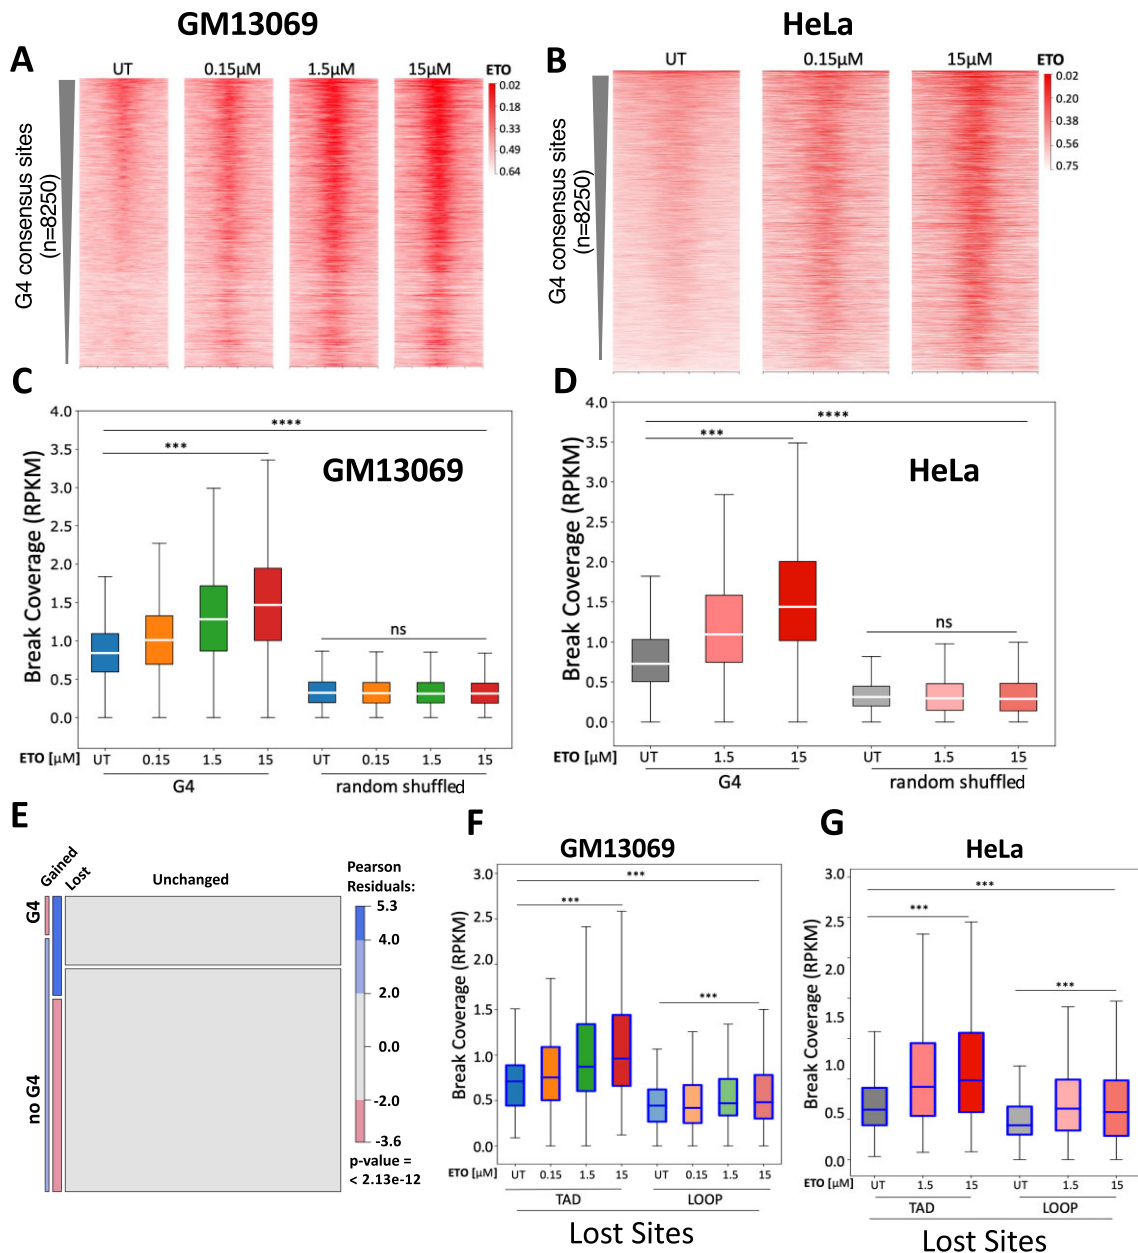 GM13069
HeLa
A
UT
0.15µM
1.5µM
15µM
ETO
0.02
0.18
0.33
0.49
0.64
G4 consensus sites
(n=8250)
B
UT
0.15µM
15µM
ETO
0.02
0.20
0.38
0.56
0.75
G4 consensus sites
(n=8250)
C
Break Coverage (RPKM)
4.0
3.5
3.0
2.5
2.0
1.5
1.0
0.5
0.0
****
***
GM13069
ns
ETO [µM]
UT
0.15
1.5
15
UT
0.15
1.5
15
G4
random shuffled
D
Break Coverage (RPKM)
4.0
3.5
3.0
2.5
2.0
1.5
1.0
0.5
0.0
****
***
HeLa
ns
ETO [µM]
UT
1.5
15
UT
1.5
15
G4
random shuffled
E
Gained
Lost
Unchanged
G4
no G4
Pearson
Residuals:
5.3
4.0
2.0
0.0
-2.0
-3.6
p-value =
< 2.13e-12
F
GM13069
Break Coverage (RPKM)
3.0
2.5
2.0
1.5
1.0
0.5
0.0
***
***
***
ETO [µM]
UT
0.15
1.5
15
UT
0.15
1.5
15
TAD
LOOP
Lost Sites
G
HeLa
Break Coverage (RPKM)
3.0
2.5
2.0
1.5
1.0
0.5
0.0
***
***
***
ETO [µM]
UT
1.5
15
UT
1.5
15
TAD
LOOP
Lost Sites